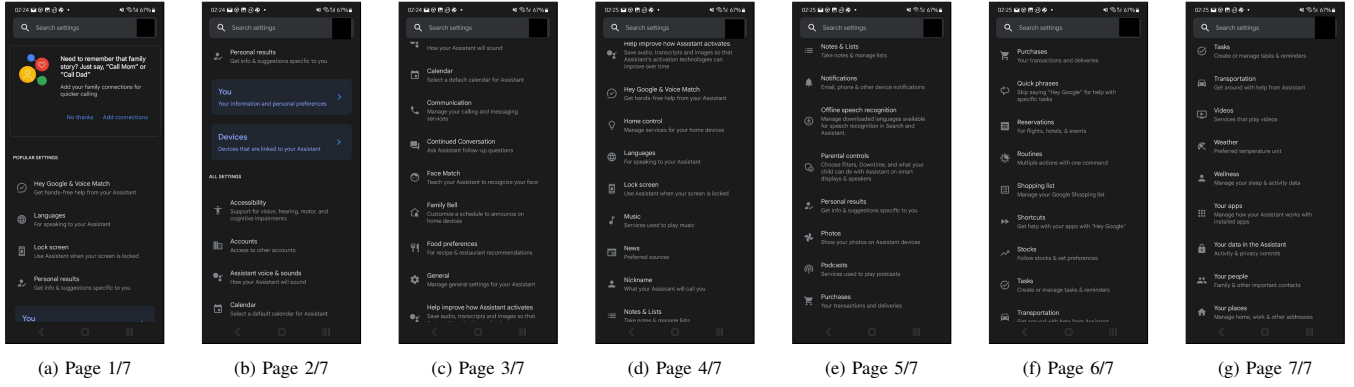 02:24
67%
Search settings
Need to remember that family
story? Just say, “Call Mom” or
“Call Dad”
Add your family connections for
quicker calling
No thanks Add connections
POPULAR SETTINGS
Hey Google & Voice Match
Get hands-free help from your Assistant
Languages
For speaking to your Assistant
Lock screen
Use Assistant when your screen is locked
Personal results
Get info & suggestions specific to you
You
(a) Page 1/7
02:24
67%
Search settings
Personal results
Get info & suggestions specific to you
You
Your information and personal preferences
Devices
Devices that are linked to your Assistant
ALL SETTINGS
Accessibility
Support for vision, hearing, motor, and
cognitive impairments
Accounts
Access to other accounts
Assistant voice & sounds
How your Assistant will sound
Calendar
Select a default calendar for Assistant
(b) Page 2/7
02:24
67%
Search settings
How your Assistant will sound
Calendar
Select a default calendar for Assistant
Communication
Manage your calling and messaging
services
Continued Conversation
Ask Assistant follow-up questions
Face Match
Teach your Assistant to recognize your face
Family Bell
Customize a schedule to announce on
home devices
Food preferences
For recipe & restaurant recommendations
General
Manage general settings for your Assistant
Help improve how Assistant activates
Save audio, transcripts and images so that
(c) Page 3/7
02:25
67%
Search settings
Help improve how Assistant activates
Save audio, transcripts and images so that
Assistant's activation technologies can
improve over time
Hey Google & Voice Match
Get hands-free help from your Assistant
Home control
Manage services for your home devices
Languages
For speaking to your Assistant
Lock screen
Use Assistant when your screen is locked
Music
Services used to play music
News
Preferred sources
Nickname
What your Assistant will call you
Notes & Lists
Take notes & manage lists
(d) Page 4/7
02:25
67%
Search settings
Notes & Lists
Take notes & manage lists
Notifications
Email, phone & other device notifications
Offline speech recognition
Manage downloaded languages available
for speech recognition in Search and
Assistant.
Parental controls
Choose filters, Downtime, and what your
child can do with Assistant on smart
displays & speakers
Personal results
Get info & suggestions specific to you
Photos
Show your photos on Assistant devices
Podcasts
Services used to play podcasts
Purchases
Your transactions and deliveries
(e) Page 5/7
02:25
67%
Search settings
Purchases
Your transactions and deliveries
Quick phrases
Skip saying "Hey Google" for help with
specific tasks
Reservations
For flights, hotels, & events
Routines
Multiple actions with one command
Shopping list
Manage your Google Shopping list
Shortcuts
Get help with your apps with "Hey Google"
Stocks
Follow stocks & set preferences
Tasks
Create or manage tasks & reminders
Transportation
Get around with help from Assistant
(f) Page 6/7
02:25
67%
Search settings
Tasks
Create or manage tasks & reminders
Transportation
Get around with help from Assistant
Videos
Services that play videos
Weather
Preferred temperature unit
Wellness
Manage your sleep & activity data
Your apps
Manage how your Assistant works with
installed apps
Your data in the Assistant
Activity & privacy controls
Your people
Family & other important contacts
Your places
Manage home, work & other addresses
(g) Page 7/7